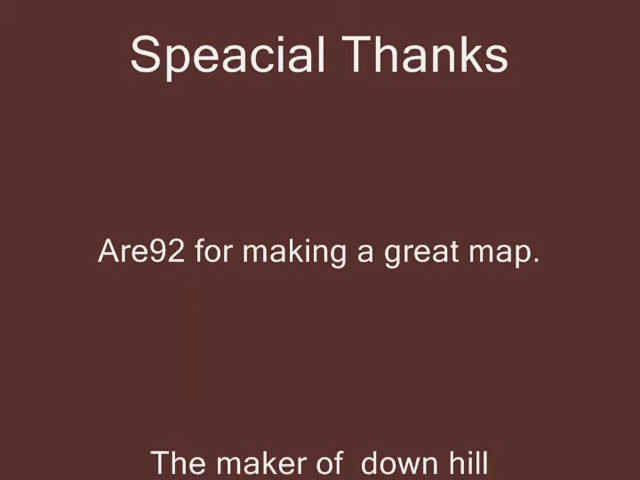 Speacial Thanks
Are92 for making a great map.
The maker of  down hill